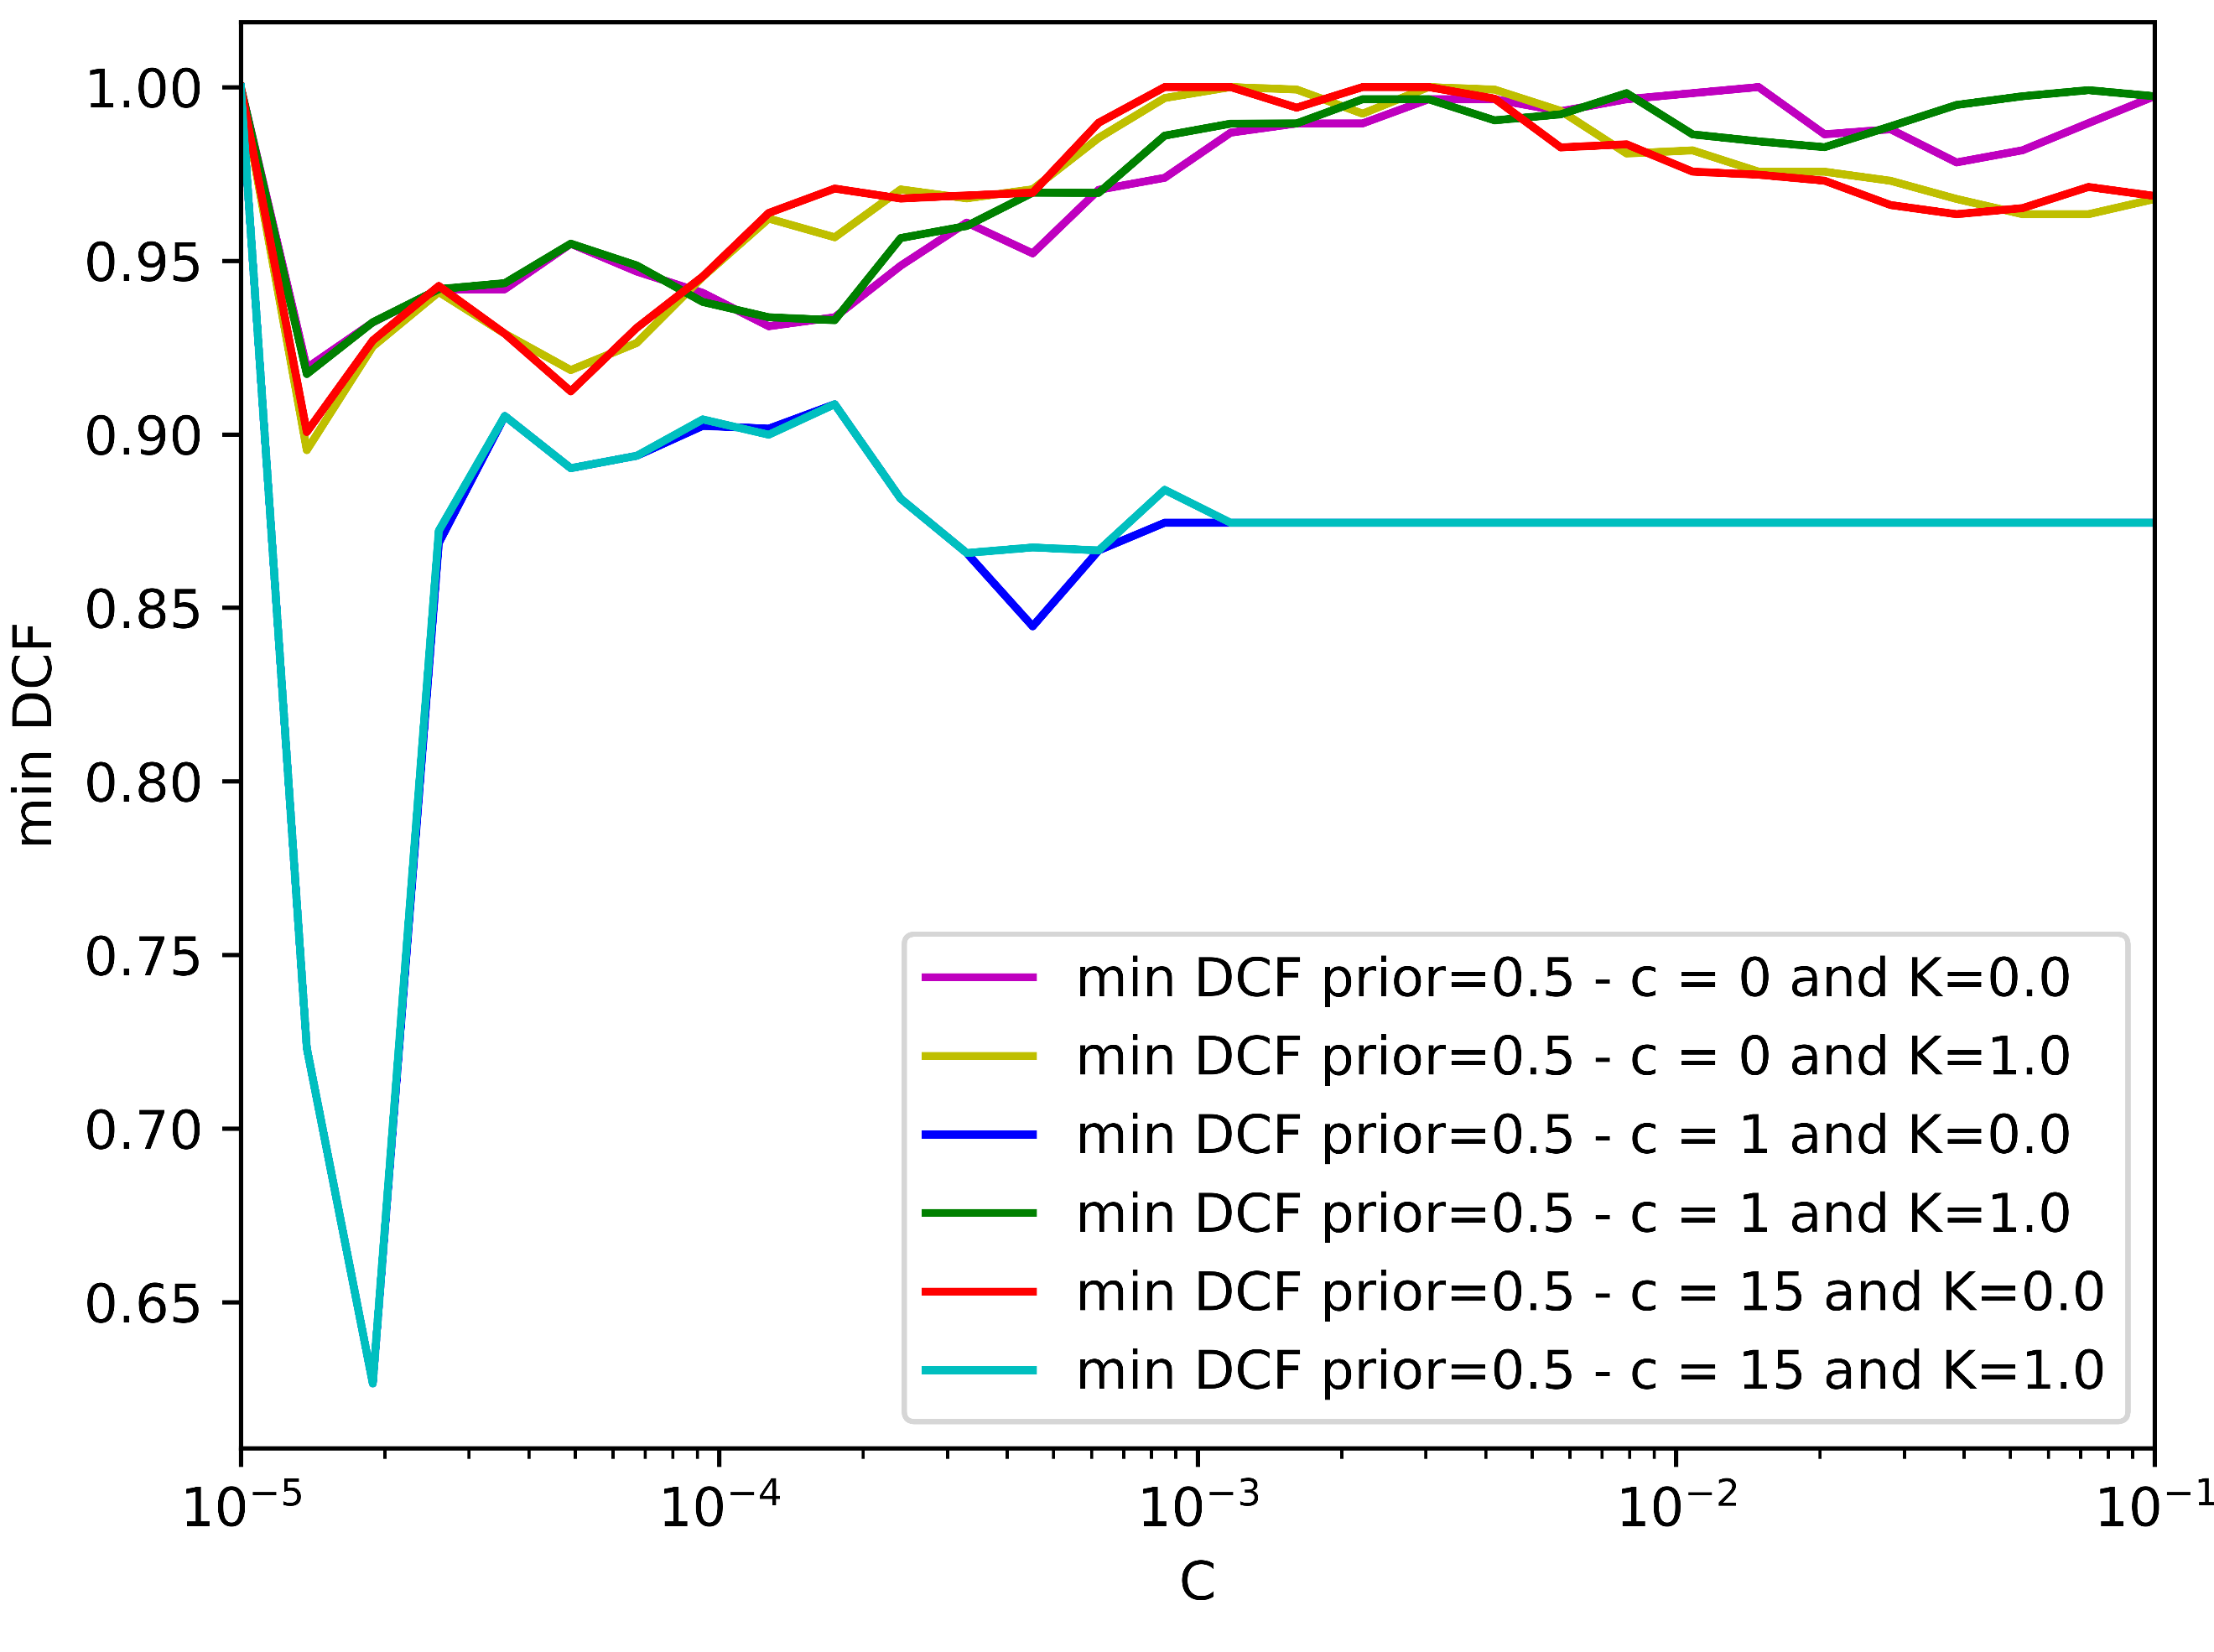 1.00
0.95
0.90
0.85
0.80
0.75
0.70
0.65
min DCF
min DCF prior=0.5 - c = 0 and K=0.0
min DCF prior=0.5 - c = 0 and K=1.0
min DCF prior=0.5 - c = 1 and K=0.0
min DCF prior=0.5 - c = 1 and K=1.0
min DCF prior=0.5 - c = 15 and K=0.0
min DCF prior=0.5 - c = 15 and K=1.0
10⁻⁵ 10⁻⁴ 10⁻³ 10⁻² 10⁻¹
C